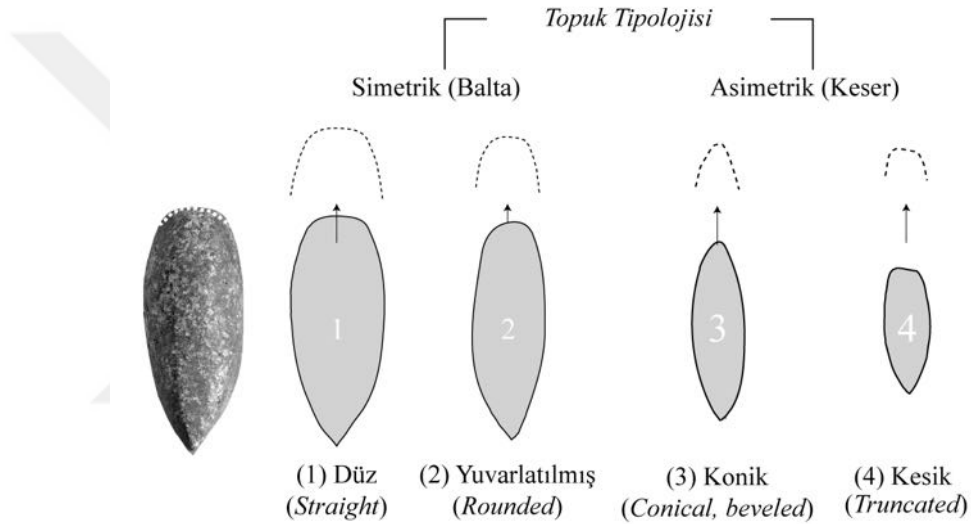 Topuk Tipolojisi
Simetrik (Balta) Asimetrik (Keser)
1 2 3 4
(1) Düz (2) Yuvarlatılmış (3) Konik (4) Kesik
(Straight) (Rounded) (Conical, beveled) (Truncated)